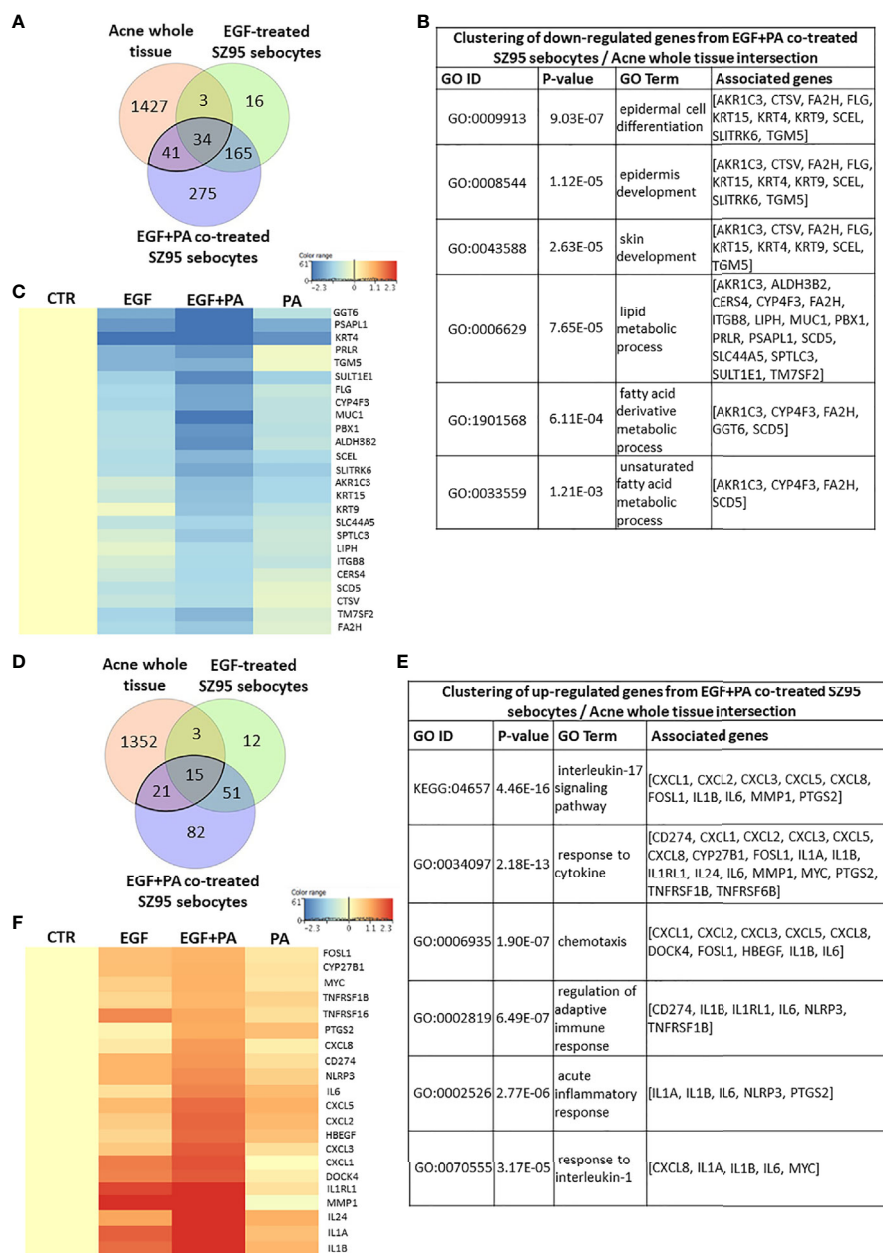 A
Acne whole
tissue
EGF-treated
SZ95 sebocytes
1427
3
16
34
41
165
275
EGF+PA co-treated
SZ95 sebocytes
B
Clustering of down-regulated genes from EGF+PA co-treated
SZ95 sebocytes / Acne whole tissue intersection
GO ID P-value GO Term Associated genes
GO:0009913 9.03E-07 epidermal cell differentiation [AKR1C3, CTSV, FA2H, FLG,
KRT15, KRT4, KRT9, SCEL,
SLITRK6, TGM5]
GO:0008544 1.12E-05 epidermis development [AKR1C3, CTSV, FA2H, FLG,
KRT15, KRT4, KRT9, SCEL,
SLITRK6, TGM5]
GO:0043588 2.63E-05 skin development [AKR1C3, CTSV, FA2H, FLG,
KRT15, KRT4, KRT9, SCEL,
TGM5]
GO:0006629 7.65E-05 lipid metabolic process [AKR1C3, ALDH3B2,
CERS4, CYP4F3, FA2H,
ITGB8, LIPH, MUC1, PBX1,
PRLR, PSAPL1, SCD5,
SLC44A5, SPTLC3,
SULT1E1, TM7SF2]
GO:1901568 6.11E-04 fatty acid derivative metabolic process [AKR1C3, CYP4F3, FA2H,
GGT6, SCD5]
GO:0033559 1.21E-03 unsaturated fatty acid metabolic process [AKR1C3, CYP4F3, FA2H,
SCD5]
Color range
61
-2.3 0 1.1 2.3
C
CTR EGF EGF+PA PA
GGT6
PSAPL1
KRT4
PRLR
TGM5
SULT1E1
FLG
CYP4F3
MUC1
PBX1
ALDH3B2
SCEL
SLITRK6
AKR1C3
KRT15
KRT9
SLC44A5
SPTLC3
LIPH
ITGB8
CERS4
SCD5
CTSV
TM7SF2
FA2H
D
Acne whole
tissue
EGF-treated
SZ95 sebocytes
1352
3
12
15
21
51
82
EGF+PA co-treated
SZ95 sebocytes
E
Clustering of up-regulated genes from EGF+PA co-treated SZ95
sebocytes / Acne whole tissue intersection
GO ID P-value GO Term Associated genes
KEGG:04657 4.46E-16 interleukin-17 signaling pathway [CXCL1, CXCL2, CXCL3, CXCL5, CXCL8,
FOSL1, IL1B, IL6, MMP1, PTGS2]
GO:0034097 2.18E-13 response to cytokine [CD274, CXCL1, CXCL2, CXCL3, CXCL5,
CXCL8, CYP27B1, FOSL1, IL1A, IL1B,
IL1RL1, IL24, IL6, MMP1, MYC, PTGS2,
TNFRSF1B, TNFRSF6B]
GO:0006935 1.90E-07 chemotaxis [CXCL1, CXCL2, CXCL3, CXCL5, CXCL8,
DOCK4, FOSL1, HBEGF, IL1B, IL6]
GO:0002819 6.49E-07 regulation of adaptive immune response [CD274, IL1B, IL1RL1, IL6, NLRP3,
TNFRSF1B]
GO:0002526 2.77E-06 acute inflammatory response [IL1A, IL1B, IL6, NLRP3, PTGS2]
GO:0070555 3.17E-05 response to interleukin-1 [CXCL8, IL1A, IL1B, IL6, MYC]
Color range
61
-2.3 0 1.1 2.3
F
CTR EGF EGF+PA PA
FOSL1
CYP27B1
MYC
TNFRSF1B
TNFRSF16
PTGS2
CXCL8
CD274
NLRP3
IL6
CXCL5
CXCL2
HBEGF
CXCL3
CXCL1
DOCK4
IL1RL1
MMP1
IL24
IL1A
IL1B